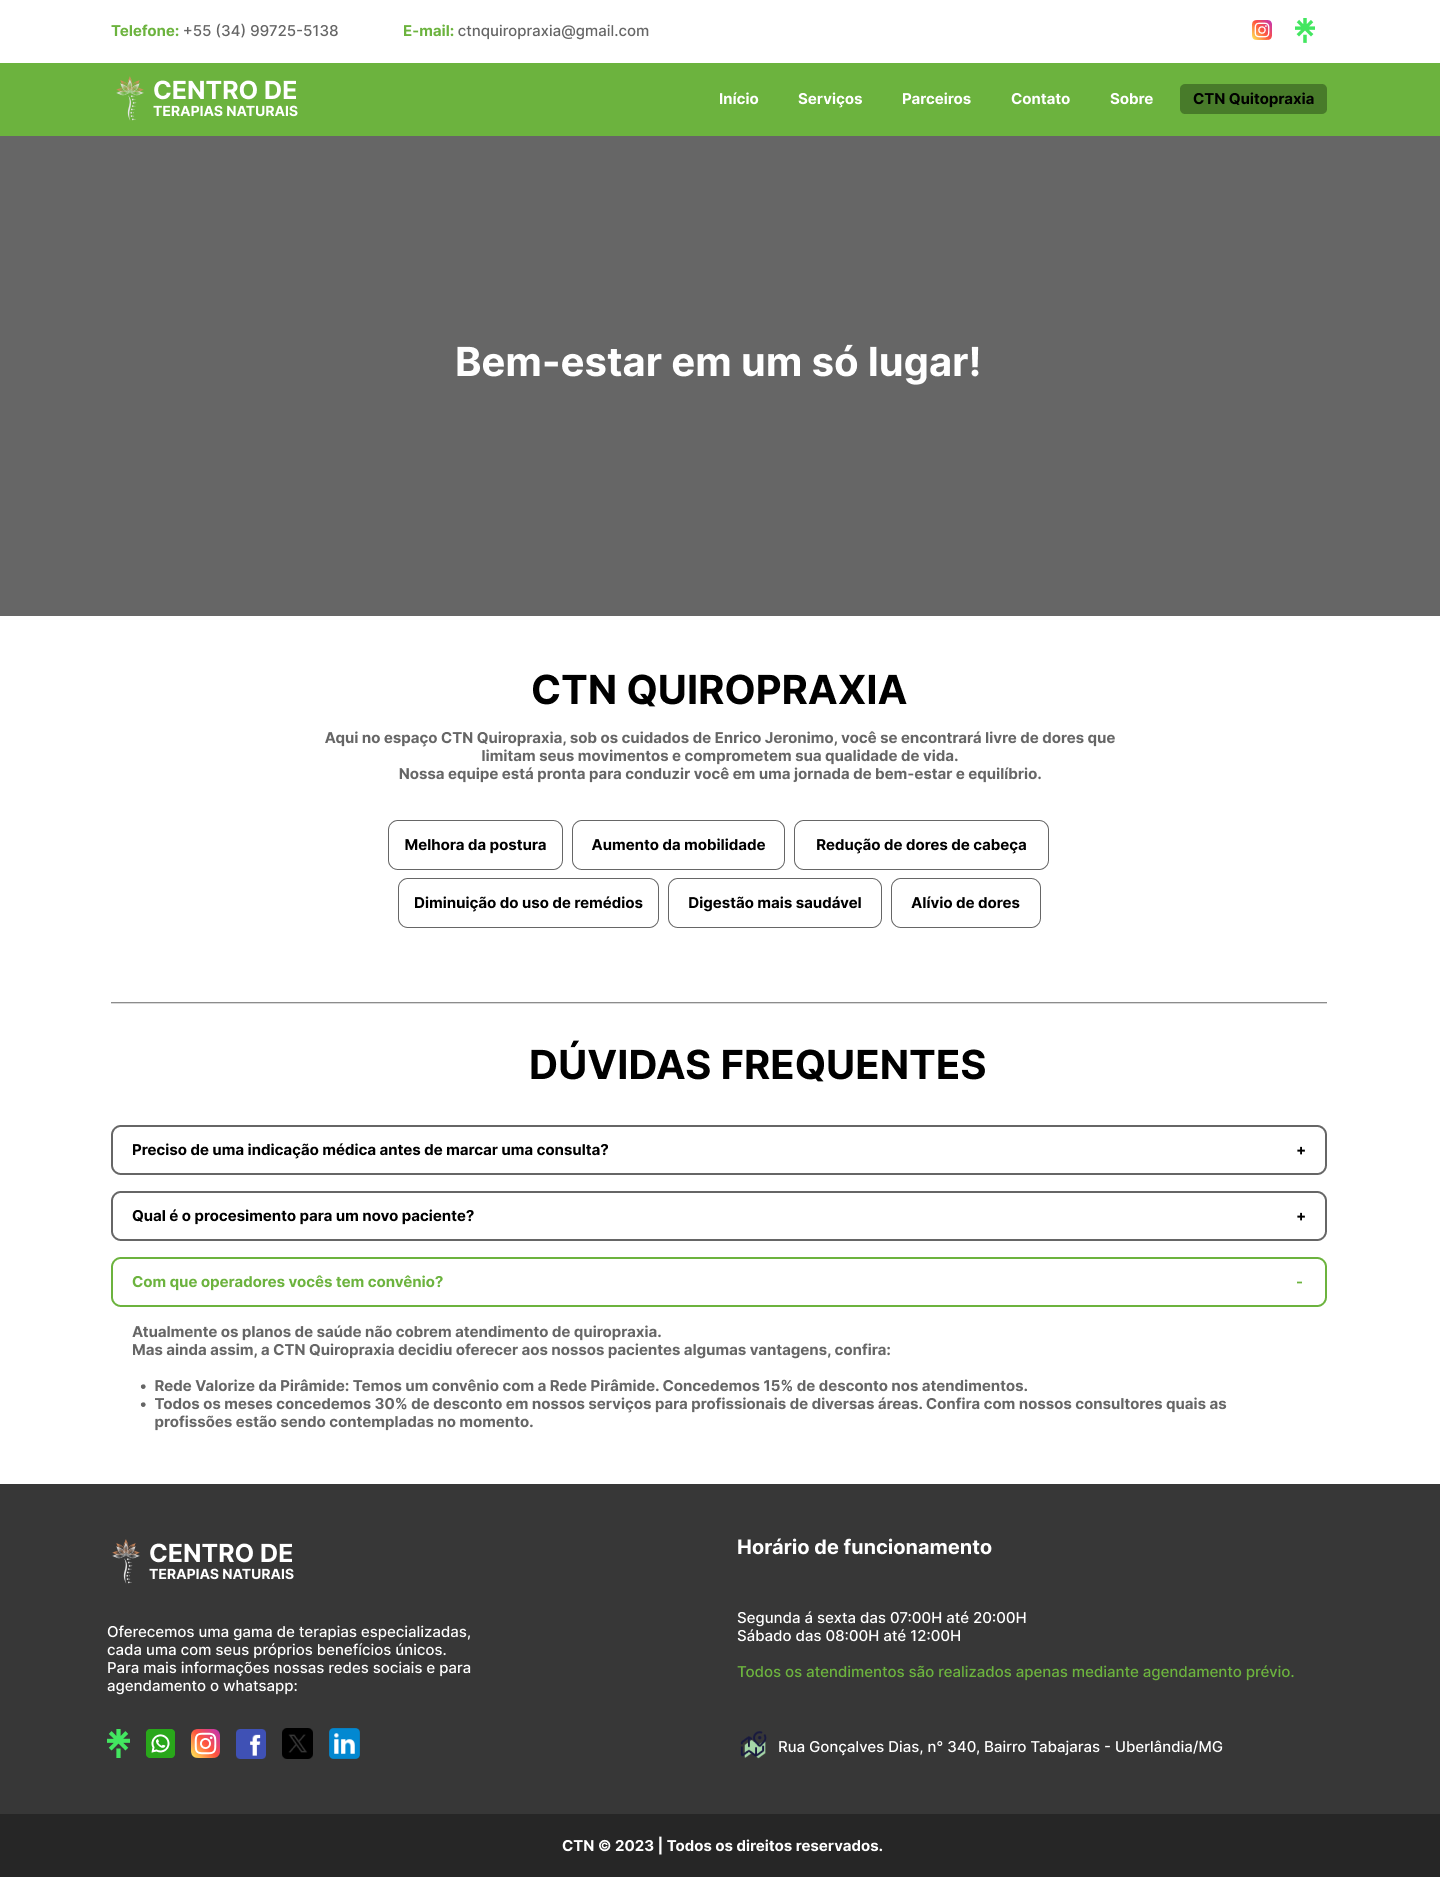 Telefone: +55 (34) 99725-5138
E-mail: ctnquiropraxia@gmail.com
CENTRO DE
TERAPIAS NATURAIS
Início
Serviços
Parceiros
Contato
Sobre
CTN Quitopraxia
Bem-estar em um só lugar!
CTN QUIROPRAXIA
Aqui no espaço CTN Quiropraxia, sob os cuidados de Enrico Jeronimo, você se encontrará livre de dores que
limitam seus movimentos e comprometem sua qualidade de vida.
Nossa equipe está pronta para conduzir você em uma jornada de bem-estar e equilíbrio.
Melhora da postura
Aumento da mobilidade
Redução de dores de cabeça
Diminuição do uso de remédios
Digestão mais saudável
Alívio de dores
DÚVIDAS FREQUENTES
Preciso de uma indicação médica antes de marcar uma consulta? +
Qual é o procesimento para um novo paciente? +
Com que operadores vocês tem convênio? -
Atualmente os planos de saúde não cobrem atendimento de quiropraxia.
Mas ainda assim, a CTN Quiropraxia decidiu oferecer aos nossos pacientes algumas vantagens, confira:
• Rede Valorize da Pirâmide: Temos um convênio com a Rede Pirâmide. Concedemos 15% de desconto nos atendimentos.
• Todos os meses concedemos 30% de desconto em nossos serviços para profissionais de diversas áreas. Confira com nossos consultores quais as
profissões estão sendo contempladas no momento.
CENTRO DE
TERAPIAS NATURAIS
Oferecemos uma gama de terapias especializadas,
cada uma com seus próprios benefícios únicos.
Para mais informações nossas redes sociais e para
agendamento o whatsapp:
Horário de funcionamento
Segunda á sexta das 07:00H até 20:00H
Sábado das 08:00H até 12:00H
Todos os atendimentos são realizados apenas mediante agendamento prévio.
Rua Gonçalves Dias, n° 340, Bairro Tabajaras - Uberlândia/MG
CTN © 2023 | Todos os direitos reservados.